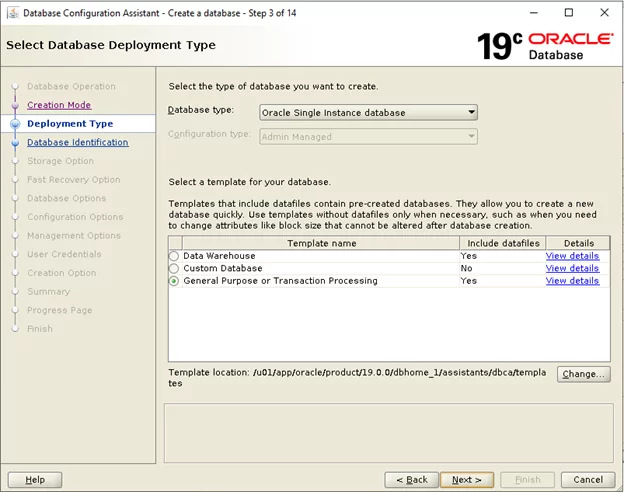 Database Configuration Assistant - Create a database - Step 3 of 14
Select Database Deployment Type
19c ORACLE
Database
Database Operation
Creation Mode
Deployment Type
Database Identification
Storage Option
Fast Recovery Option
Database Options
Configuration Options
Management Options
User Credentials
Creation Option
Summary
Progress Page
Finish
Select the type of database you want to create.
Database type: Oracle Single Instance database
Configuration type: Admin Managed
Select a template for your database.
Templates that include datafiles contain pre-created databases. They allow you to create a new
database quickly. Use templates without datafiles only when necessary, such as when you need
to change attributes like block size that cannot be altered after database creation.
Template name Include datafiles Details
Data Warehouse Yes View details
Custom Database No View details
General Purpose or Transaction Processing Yes View details
Template location: /u01/app/oracle/product/19.0.0/dbhome_1/assistants/dbca/templa
tes
Change...
Help < Back Next > Finish Cancel